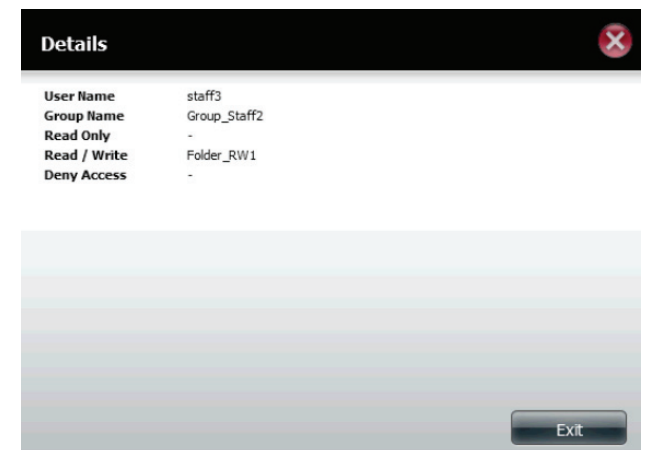 Details
User Name staff3
Group Name Group_Staff2
Read Only -
Read / Write Folder_RW1
Deny Access -
Exit